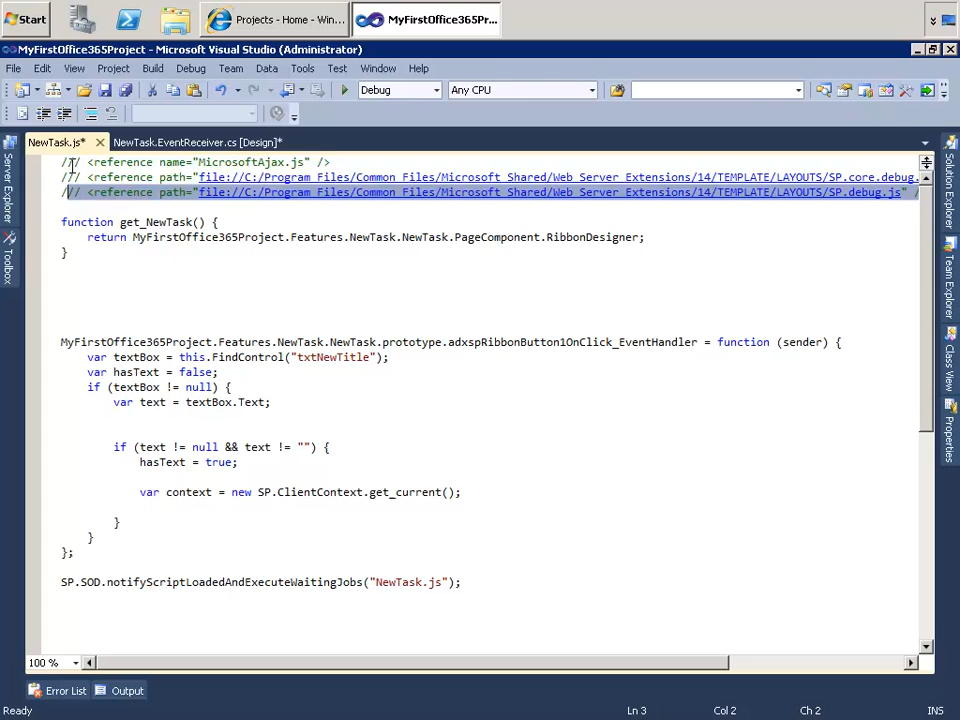 Start
Projects - Home - Win...
MyFirstOffice365Pr...
MyFirstOffice365Project - Microsoft Visual Studio (Administrator)
File Edit View Project Build Debug Team Data Tools Test Window Help
Debug Any CPU
NewTask.js* NewTask.EventReceiver.cs [Design]*
Server Explorer
Toolbox
/// <reference name="MicrosoftAjax.js" />
/// <reference path="file://C:/Program Files/Common Files/Microsoft Shared/Web Server Extensions/14/TEMPLATE/LAYOUTS/SP.core.debug.
/// <reference path="file://C:/Program Files/Common Files/Microsoft Shared/Web Server Extensions/14/TEMPLATE/LAYOUTS/SP.debug.js" /
function get_NewTask() {
return MyFirstOffice365Project.Features.NewTask.NewTask.PageComponent.RibbonDesigner;
}
MyFirstOffice365Project.Features.NewTask.NewTask.prototype.adxspRibbonButton1OnClick_EventHandler = function (sender) {
var textBox = this.FindControl("txtNewTitle");
var hasText = false;
if (textBox != null) {
var text = textBox.Text;
if (text != null && text != "") {
hasText = true;
var context = new SP.ClientContext.get_current();
}
}
};
SP.SOD.notifyScriptLoadedAndExecuteWaitingJobs("NewTask.js");
Solution Explorer
Team Explorer
Class View
Properties
100 %
Error List Output
Ready Ln 3 Col 2 Ch 2 INS